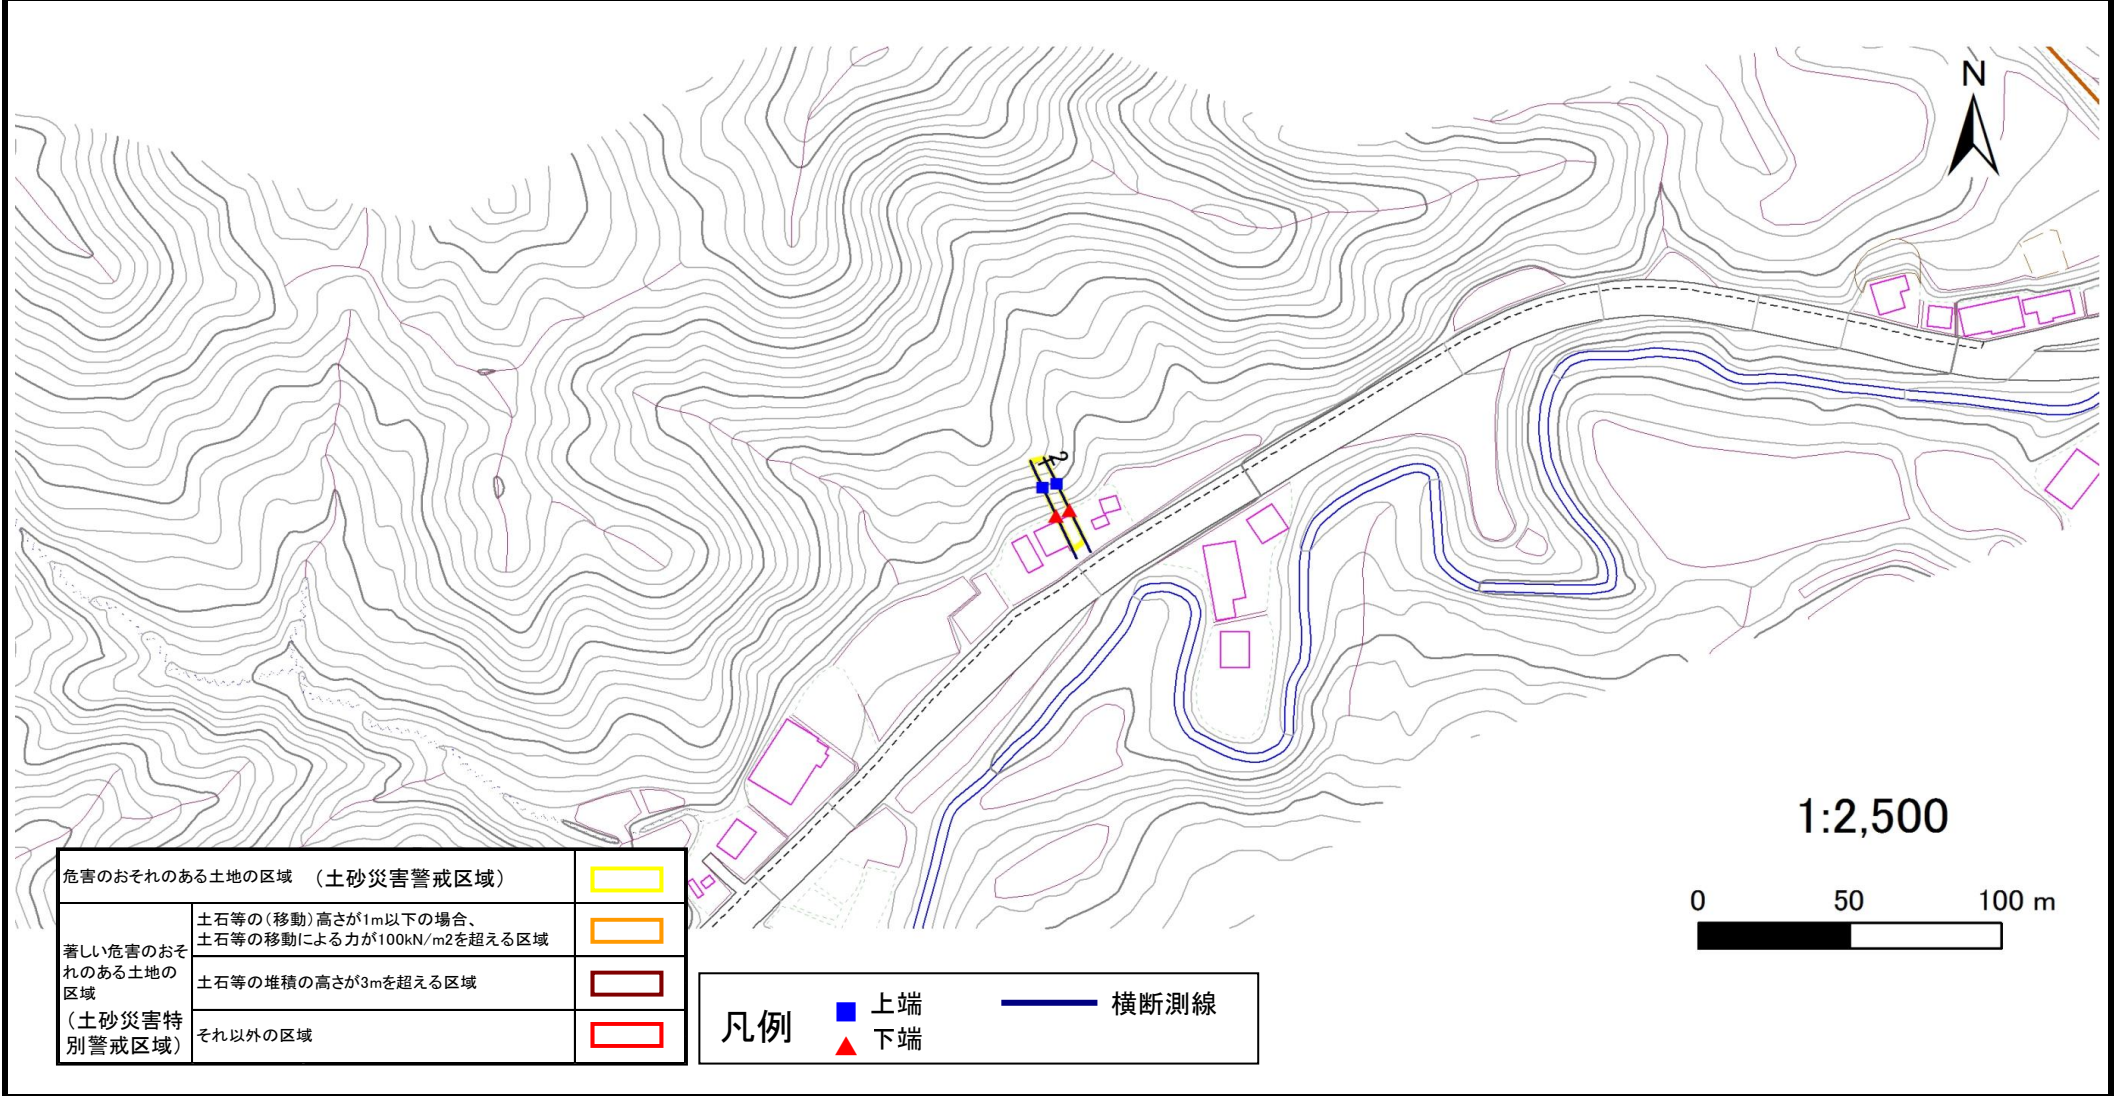 N
1
2
1:2,500
0 50 100 m
危害のおそれのある土地の区域 （土砂災害警戒区域）
著しい危害のおそ
れのある土地の
区域
（土砂災害特
別警戒区域）
土石等の（移動）高さが1m以下の場合、
土石等の移動による力が100kN/m2を超える区域
土石等の堆積の高さが3mを超える区域
それ以外の区域
凡例
上端
下端
横断測線